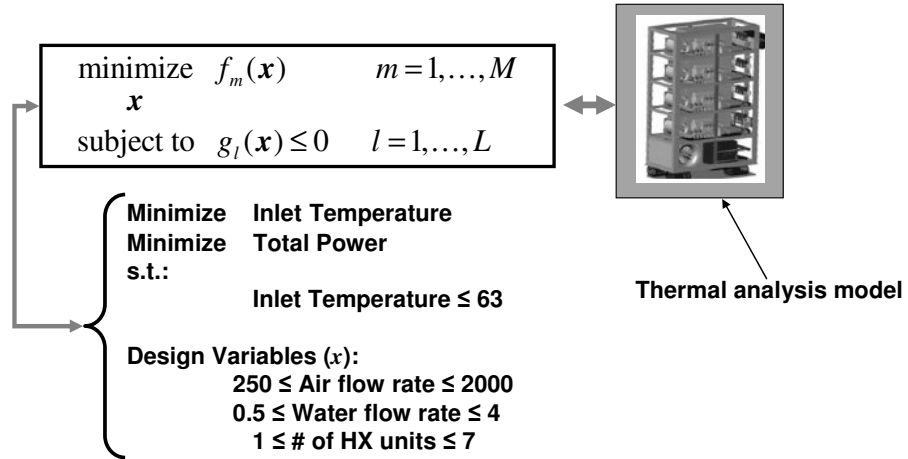 minimize f_m(x) m = 1,…,M
x
subject to g_l(x) ≤ 0 l = 1,…,L
Minimize Inlet Temperature
Minimize Total Power
s.t.:
Inlet Temperature ≤ 63
Design Variables (x):
250 ≤ Air flow rate ≤ 2000
0.5 ≤ Water flow rate ≤ 4
1 ≤ # of HX units ≤ 7
Thermal analysis model